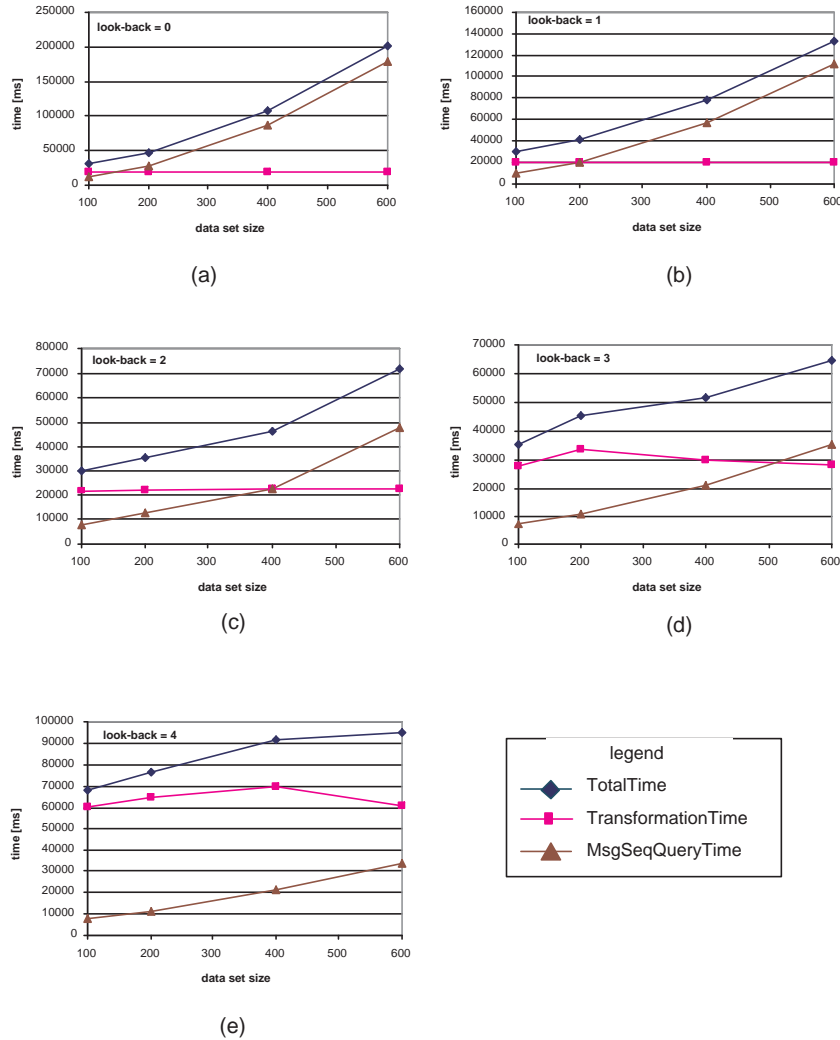 look-back = 0
250000
200000
150000
100000
50000
0
time [ms]
100 200 300 400 500 600
data set size
(a)
look-back = 1
160000
140000
120000
100000
80000
60000
40000
20000
0
time [ms]
100 200 300 400 500 600
data set size
(b)
look-back = 2
80000
70000
60000
50000
40000
30000
20000
10000
0
time [ms]
100 200 300 400 500 600
data set size
(c)
look-back = 3
70000
60000
50000
40000
30000
20000
10000
0
time [ms]
100 200 300 400 500 600
data set size
(d)
look-back = 4
100000
90000
80000
70000
60000
50000
40000
30000
20000
10000
0
time [ms]
100 200 300 400 500 600
data set size
(e)
legend
TotalTime
TransformationTime
MsgSeqQueryTime